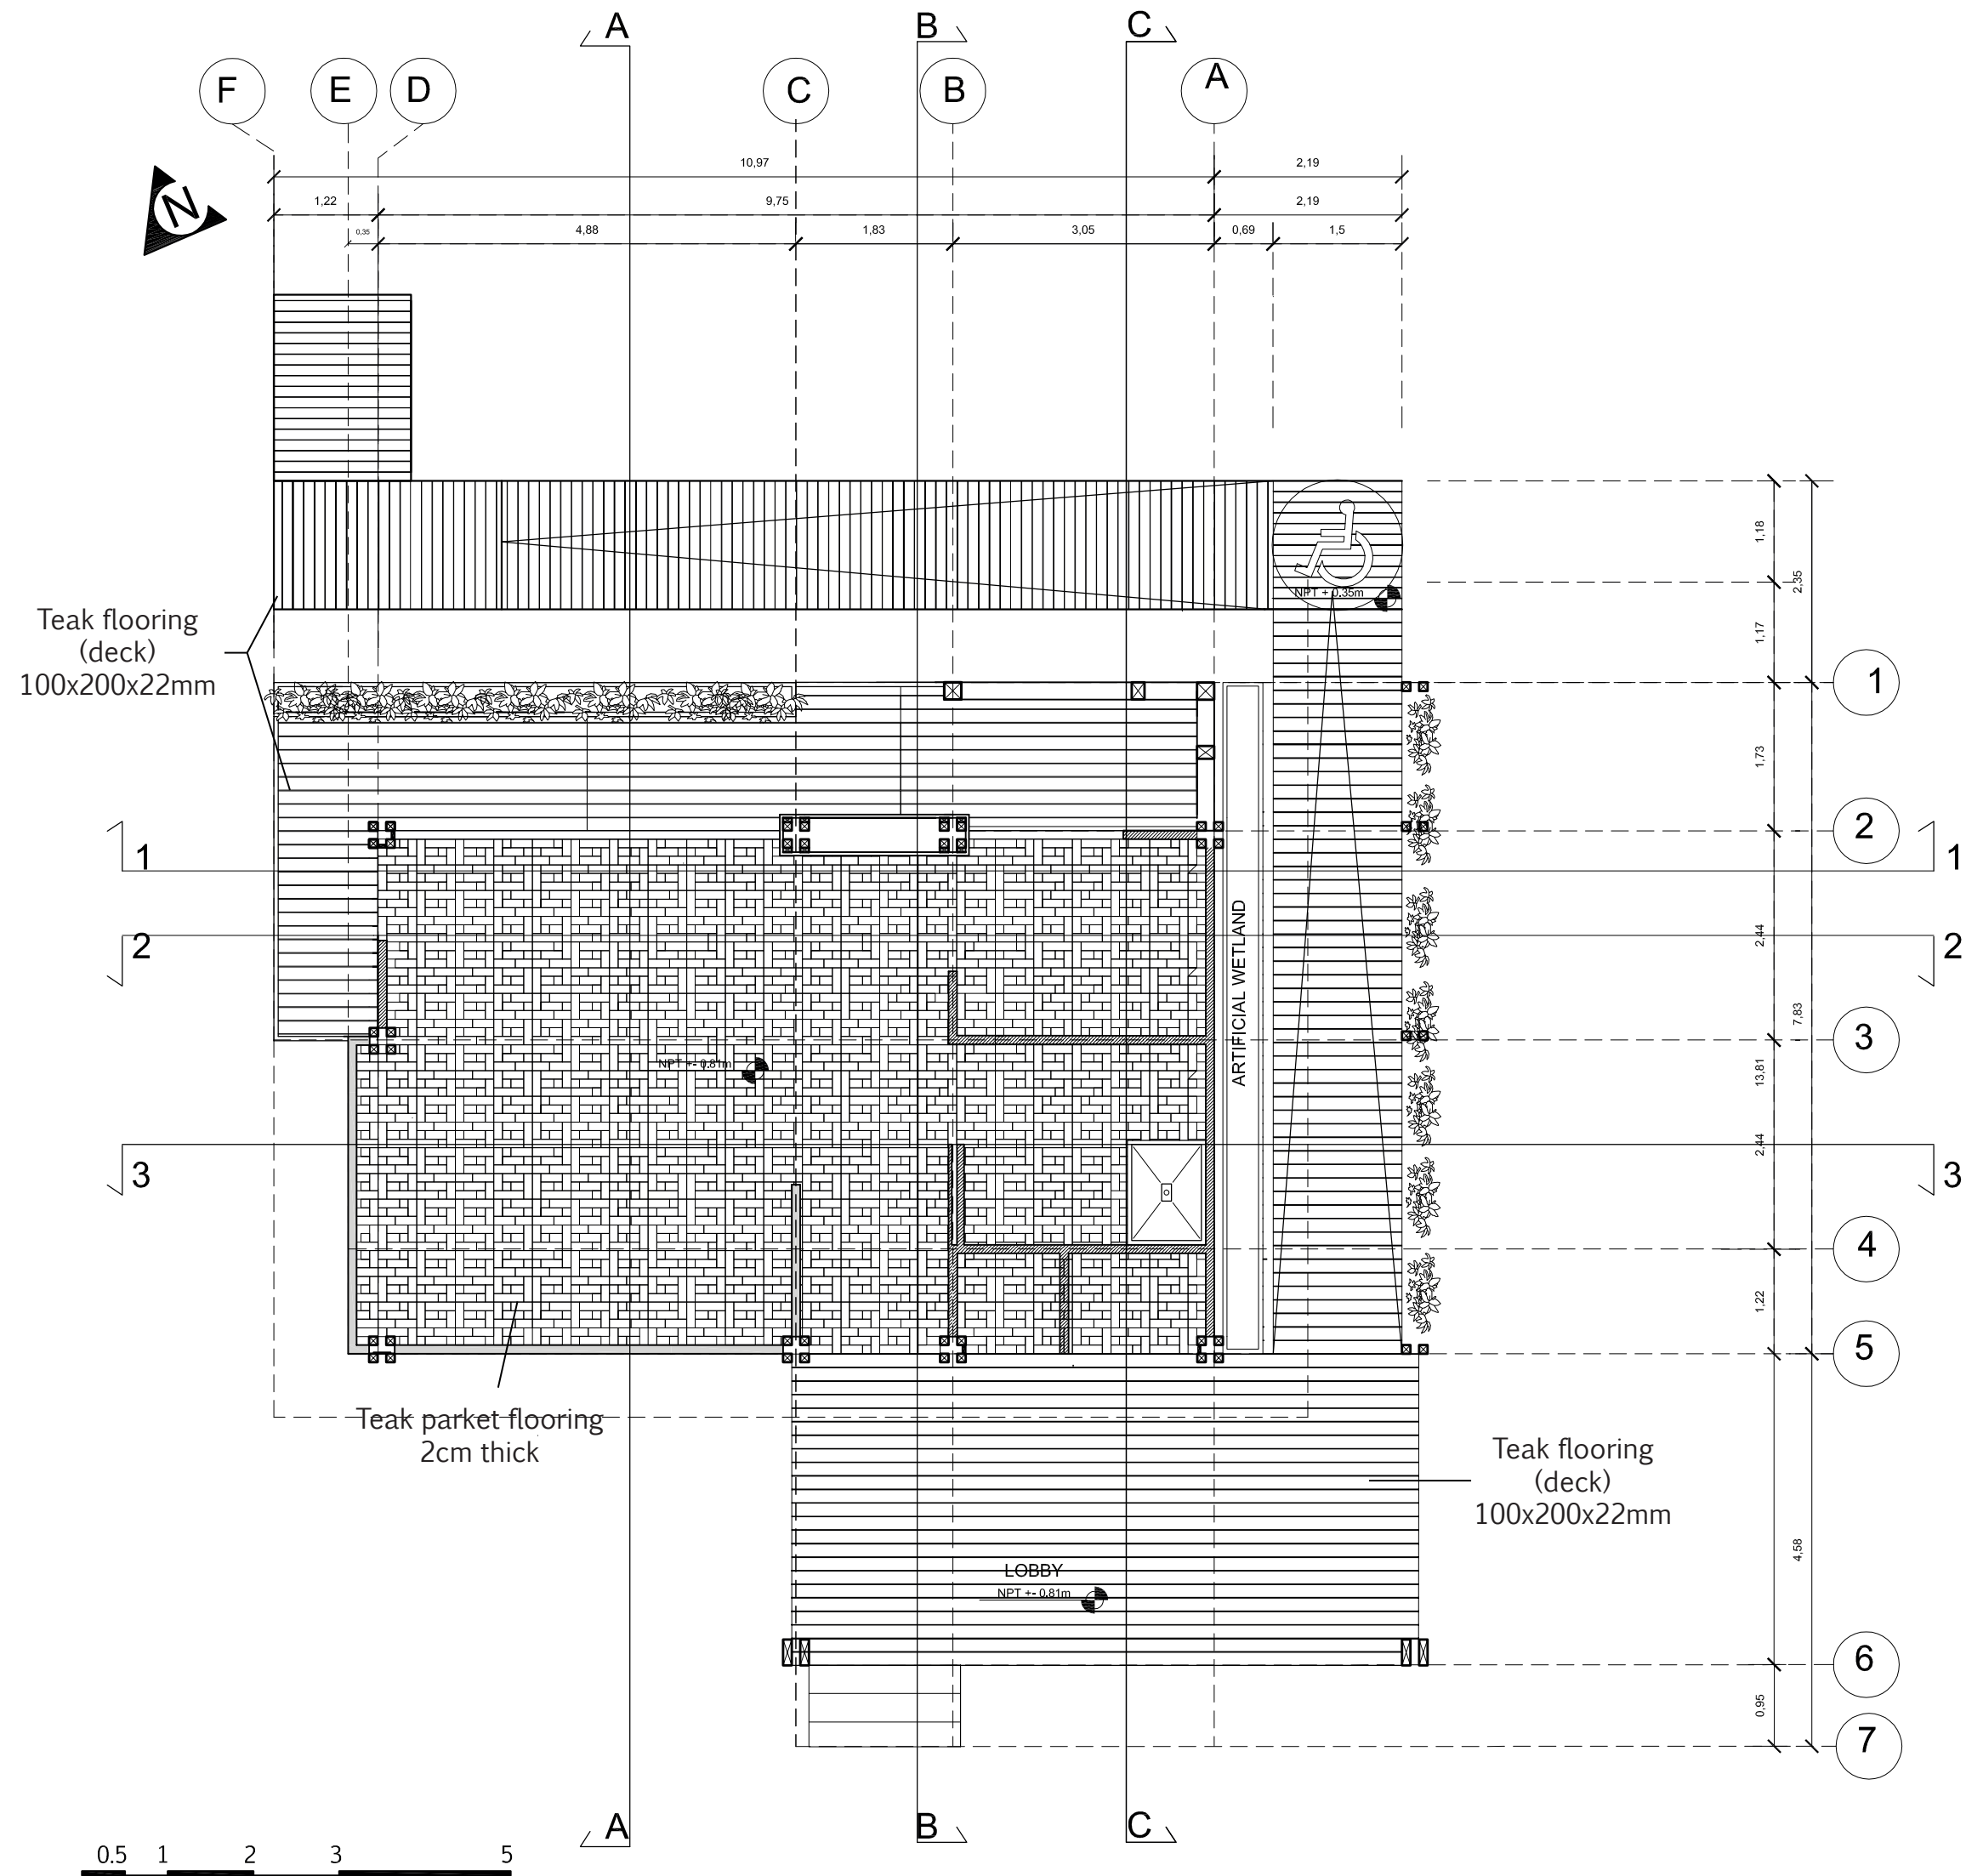 A
B
C
F
E
D
C
B
A
10,97
2,19
N
1,22
9,75
2,19
0,35
4,88
1,83
3,05
0,69
1,5
1,18
2,35
NPT + 0.35m
Teak flooring
(deck)
100x200x22mm
1,17
1
1,73
2
1
1
ARTIFICIAL WETLAND
2
2,44
2
7,83
3
NPT +- 0.81m
13,81
2,44
3
3
4
1,22
5
Teak parket flooring
2cm thick
Teak flooring
(deck)
100x200x22mm
4,58
LOBBY
NPT +- 0.81m
6
0,95
7
A
B
C
0.5
1
2
3
5